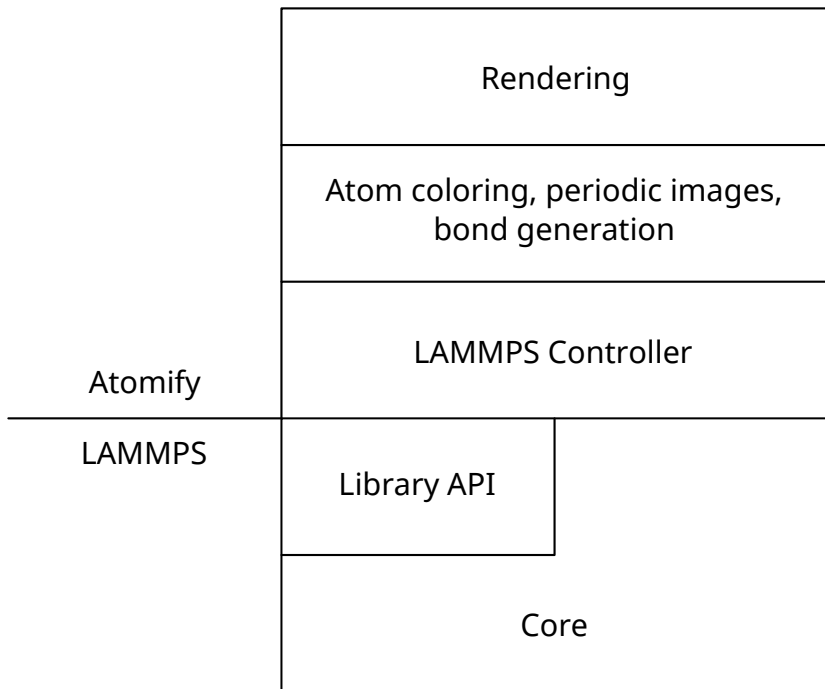 Rendering
Atom coloring, periodic images,
bond generation
LAMMPS Controller
Atomify
LAMMPS
Library API
Core